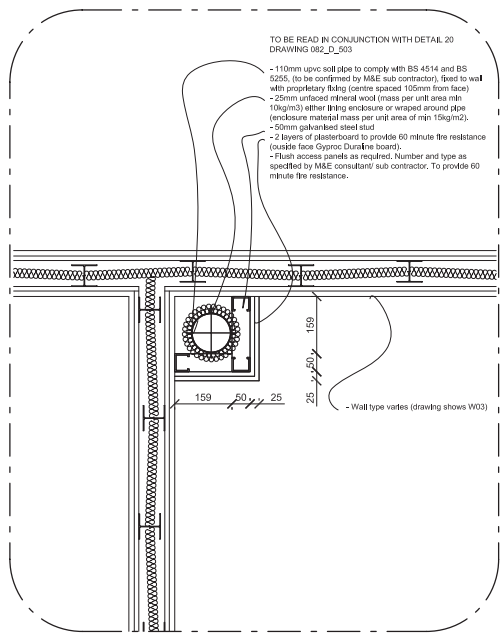 TO BE READ IN CONJUNCTION WITH DETAIL 20
DRAWING 082_D_503
- 110mm upvc soil pipe to comply with BS 4514 and BS
5255, (to be confirmed by M&E sub contractor), fixed to wall
with proprietary fixing (centre spaced 105mm from face)
- 25mm unfaced mineral wool (mass per unit area min
10kg/m3) either lining enclosure or wrapped around pipe
(enclosure material mass per unit area of min 15kg/m2).
- 50mm galvanised steel stud
- 2 layers of plasterboard to provide 60 minute fire resistance
(ouside face Gyproc Duraline board).
- Flush access panels as required. Number and type as
specified by M&E consultant/ sub contractor. To provide 60
minute fire resistance.
159
50
25
159
50
25
- Wall type varies (drawing shows W03)